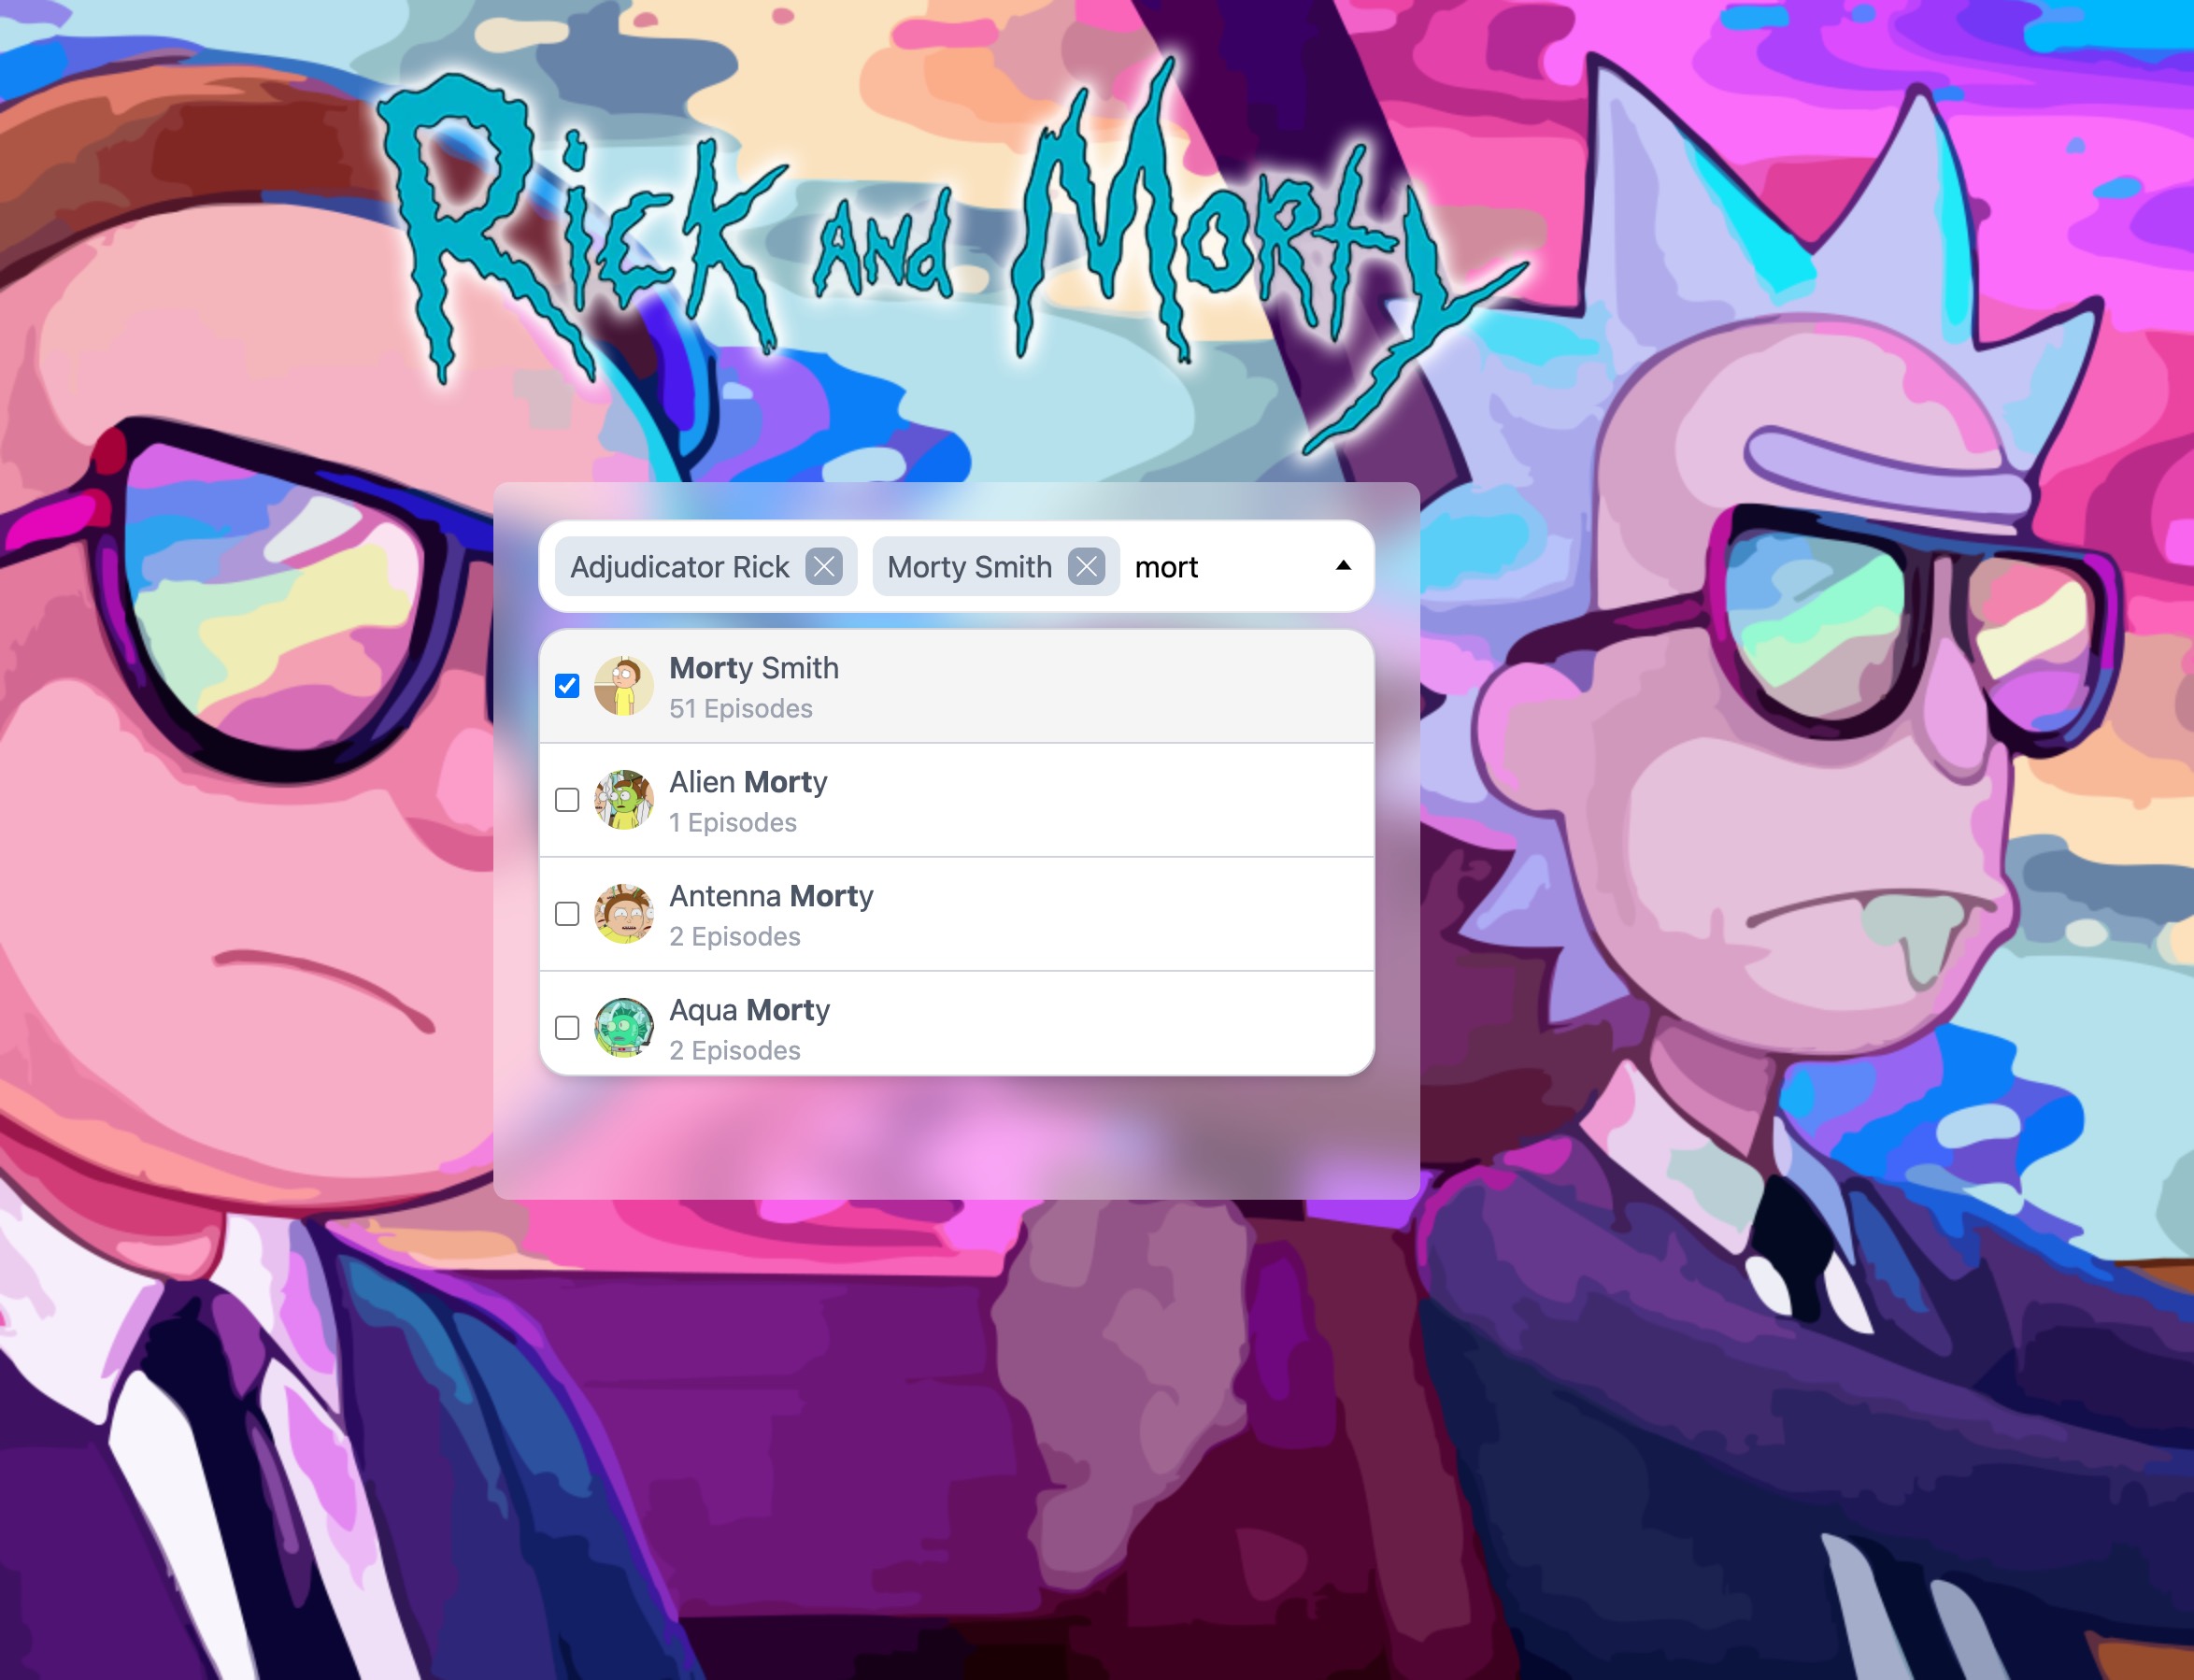 Rick and Morty
Adjudicator Rick Morty Smith mort
Morty Smith
51 Episodes
Alien Morty
1 Episodes
Antenna Morty
2 Episodes
Aqua Morty
2 Episodes